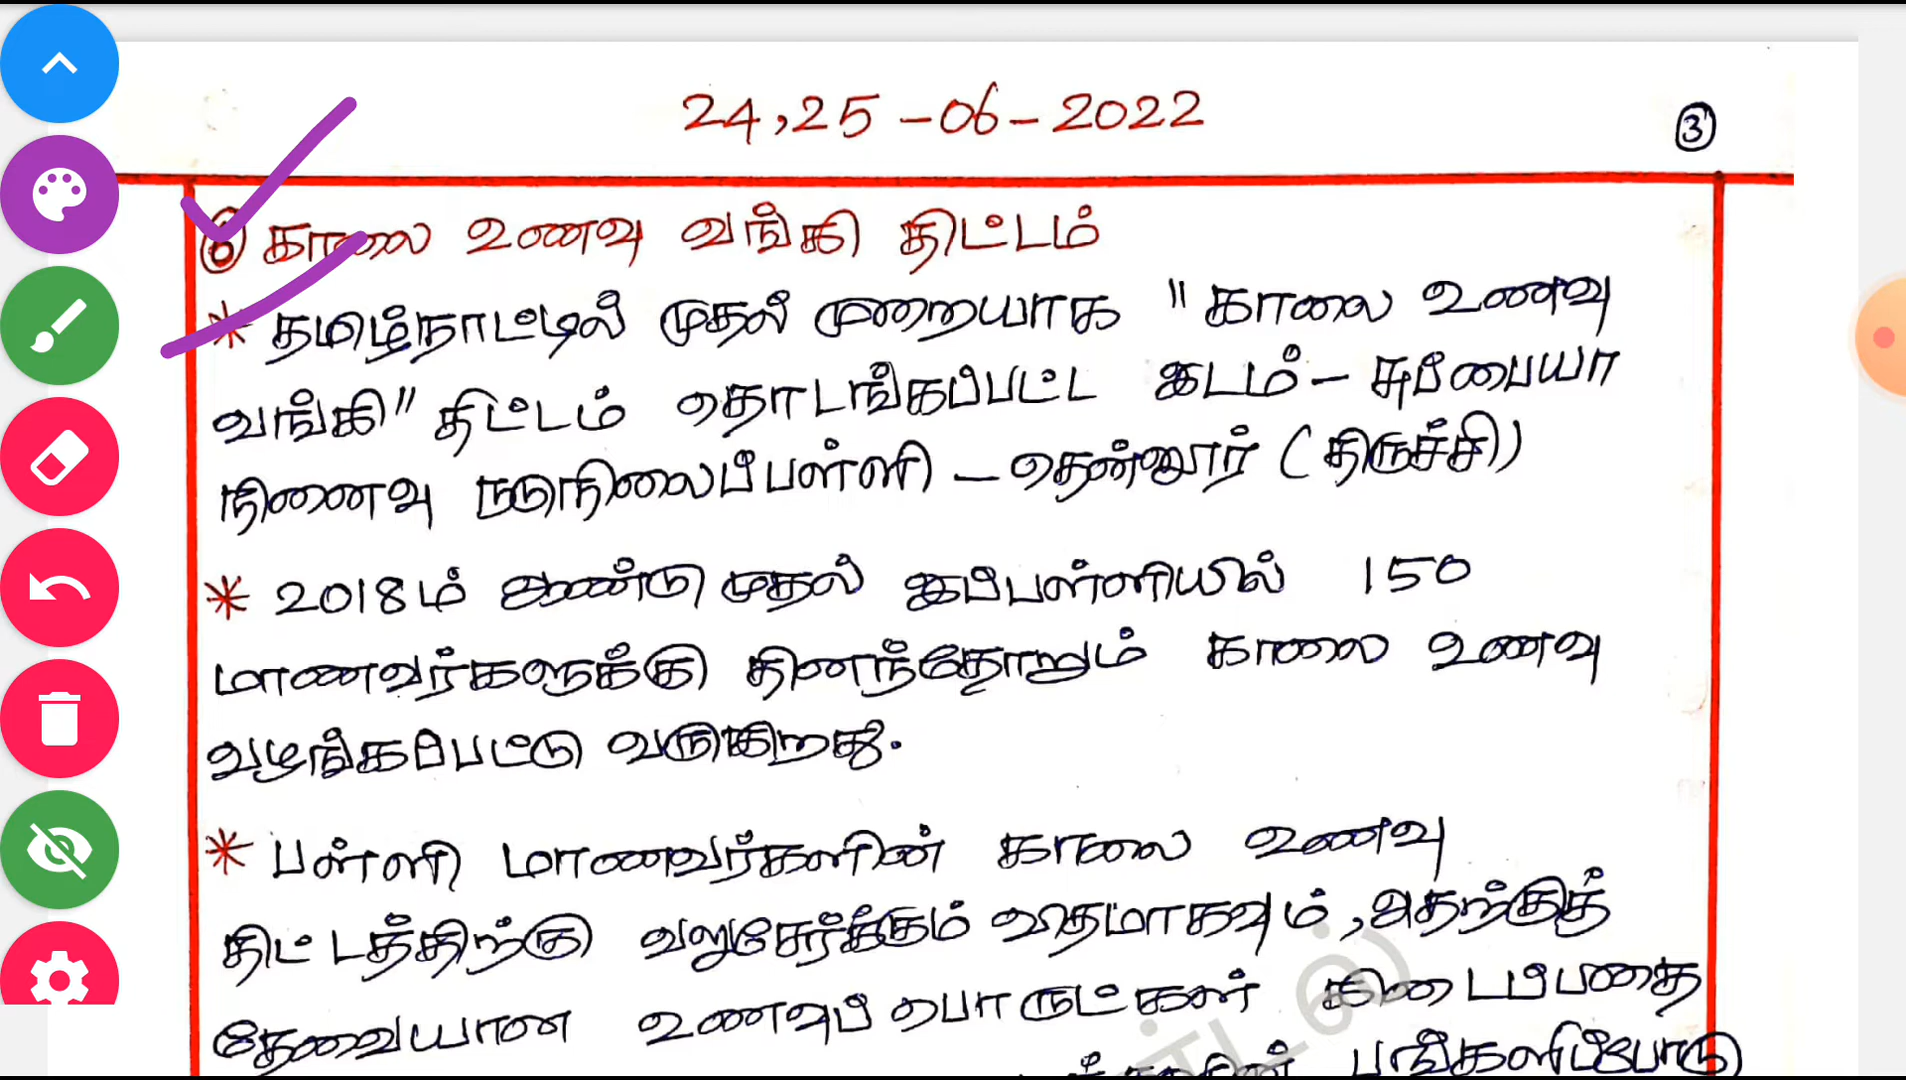 24,25-06-2022
3
6 காலை உணவு வங்கி திட்டம்
* தமிழ்நாட்டில் முதல் முறையாக "காலை உணவு
வங்கி" திட்டம் தொடங்கப்பட்ட இடம் - சுப்பையா
நினைவு நடுநிலைப்பள்ளி - தென்னூர் (திருச்சி)
* 2018ம் ஆண்டு முதல் இப்பள்ளியில் 150
மாணவர்களுக்கு தினந்தோறும் காலை உணவு
வழங்கப்பட்டு வருகிறது.
* பள்ளி மாணவர்களின் காலை உணவு
திட்டத்திற்கு வலுசேர்க்கும் விதமாகவும், அதற்குத்
தேவையான உணவுப் பொருட்கள் கிடைப்பதை
பங்களிப்போடு